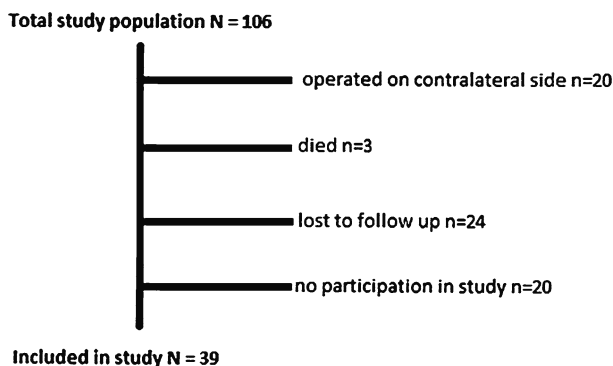 Total study population N = 106
operated on contralateral side n=20
died n=3
lost to follow up n=24
no participation in study n=20
Included in study N = 39